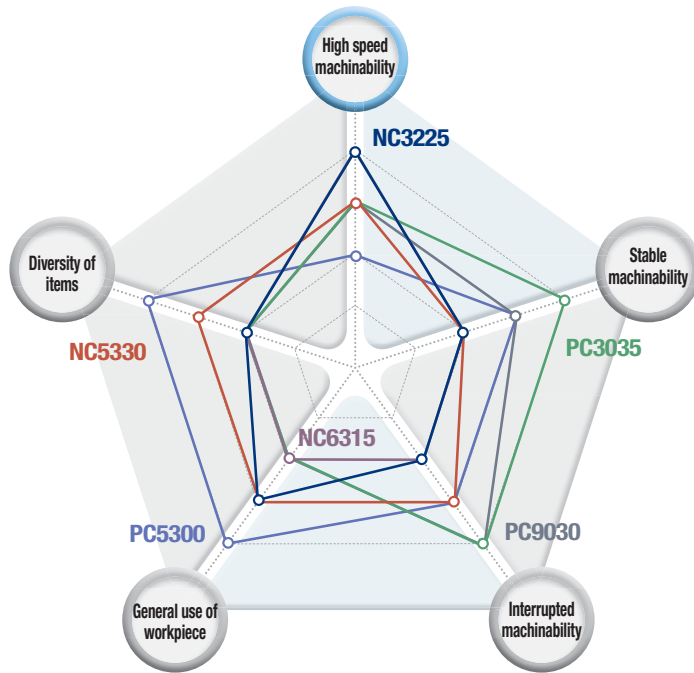 High speed
machinability
NC3225
Diversity of
items
Stable
machinability
NC5330
PC3035
NC6315
PC5300
PC9030
General use of
workpiece
Interrupted
machinability